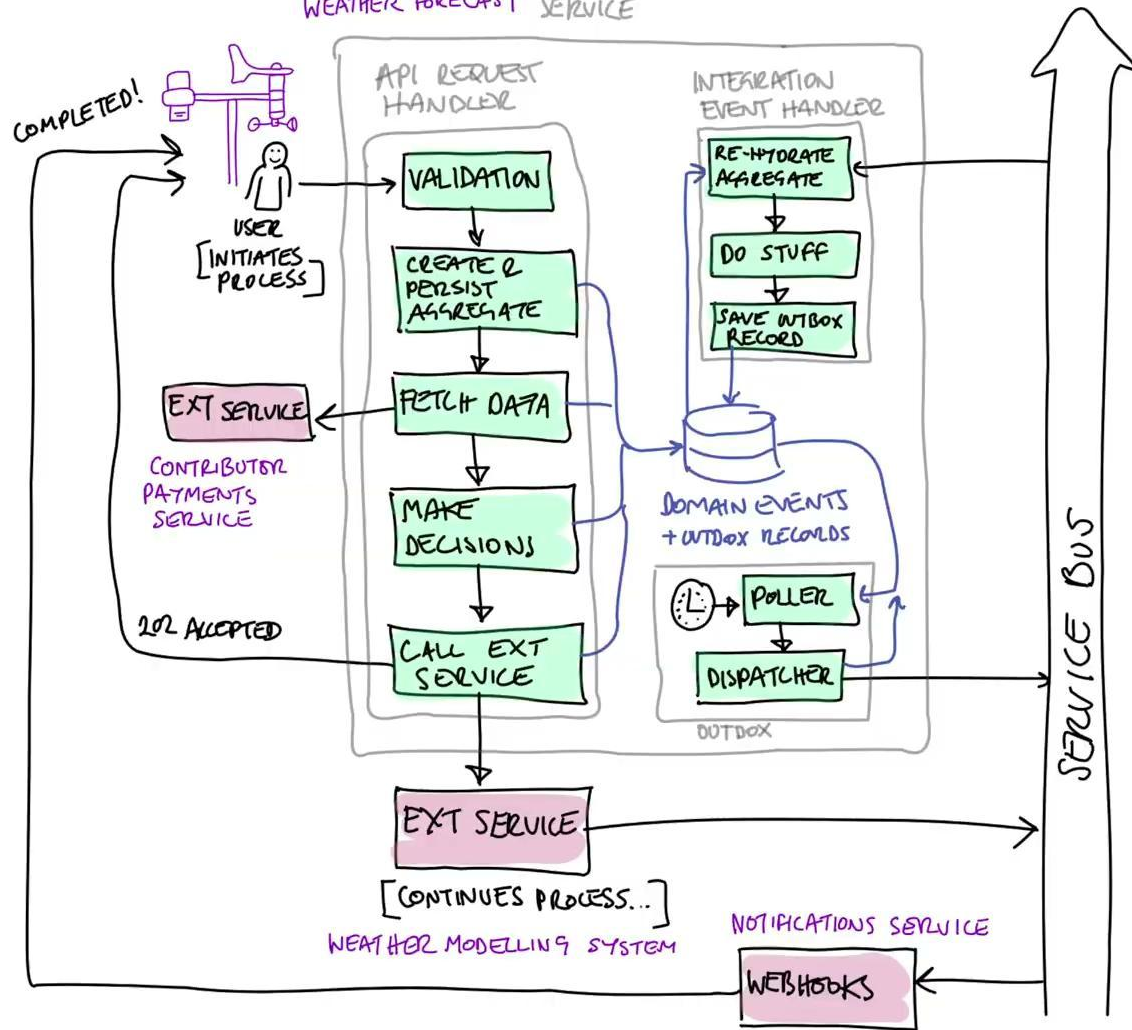 WEATHER FORECAST SERVICE
API REQUEST
HANDLER
INTEGRATION
EVENT HANDLER
COMPLETED!
VALIDATION
RE-HYDRATE
AGGREGATE
USER
[INITIATES
PROCESS]
CREATE &
PERSIST
AGGREGATE
DO STUFF
SAVE OUTBOX
RECORD
EXT SERVICE
FETCH DATA
CONTRIBUTOR
PAYMENTS
SERVICE
MAKE
DECISIONS
DOMAIN EVENTS
+ OUTBOX RECORDS
POLLER
202 ACCEPTED
CALL EXT
SERVICE
DISPATCHER
OUTBOX
SERVICE BUS
EXT SERVICE
[CONTINUES PROCESS...]
WEATHER MODELLING SYSTEM
NOTIFICATIONS SERVICE
WEBHOOKS